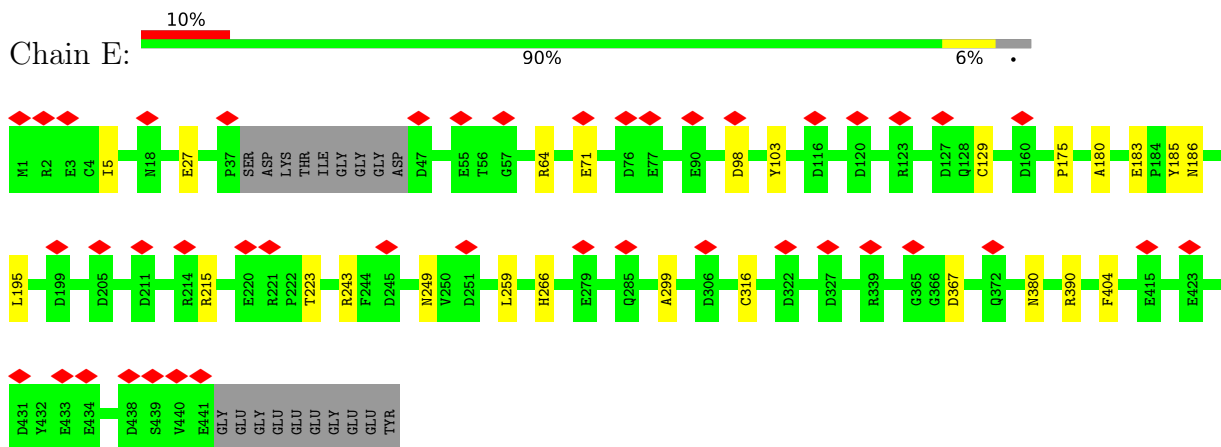 10%
Chain E:
90% 6% •
M1 R2 E3 C4 I5 N18 E27 P37 SER ASP LYS THR ILE GLY GLY GLY ASP D47 E55 T56 G57 R64 E71 D76 E77 E90 D98 Y103 D116 D120 R123 D127 Q128 C129 D160 P175 A180 E183 P184 Y185 N186
L195 D199 D205 D211 R214 R215 E220 R221 P222 T223 R243 F244 D245 N249 V250 D251 L259 H266 E279 Q285 A299 D306 C316 D322 D327 R339 G365 G366 D367 Q372 N380 R390 F404 E415 E423
D431 Y432 E433 E434 D438 S439 V440 E441 GLY GLU GLY GLU GLU GLU GLY GLU GLU TYR